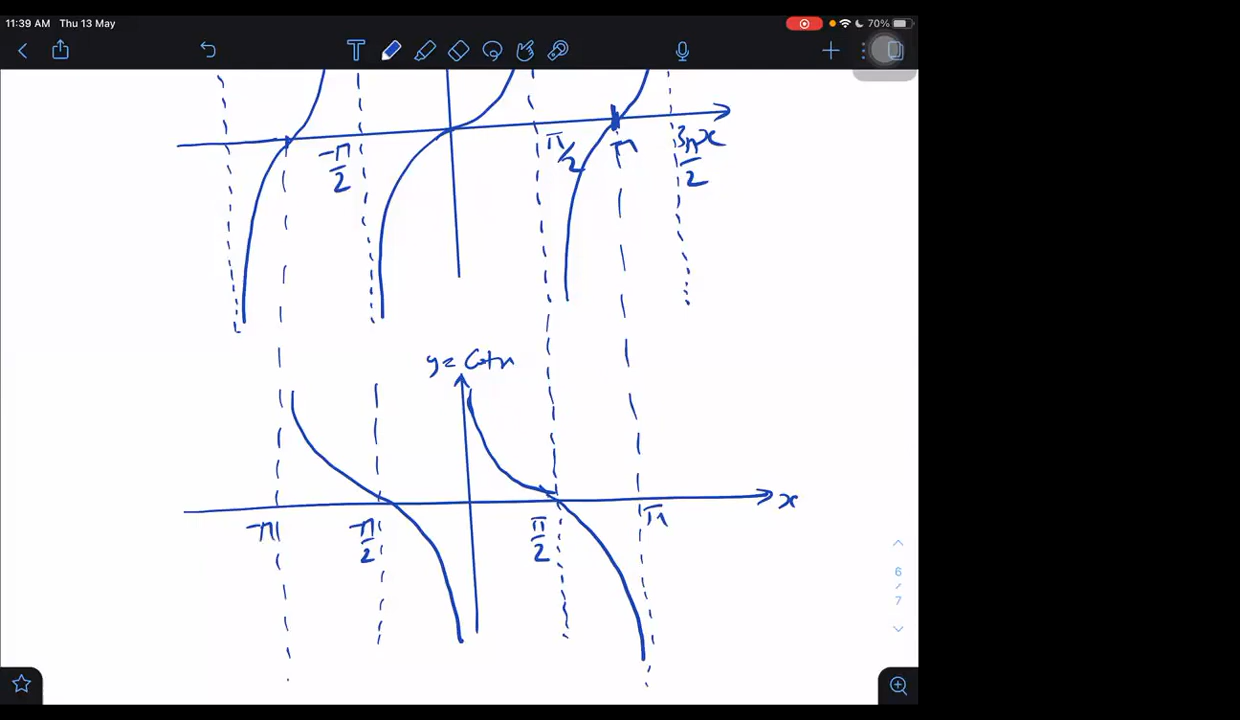 11:39 AM Thu 13 May
70%
T
-π/2
π/2
π
3π/2
x
y = Cotx
x
-π
-π/2
π/2
π
6
/
7